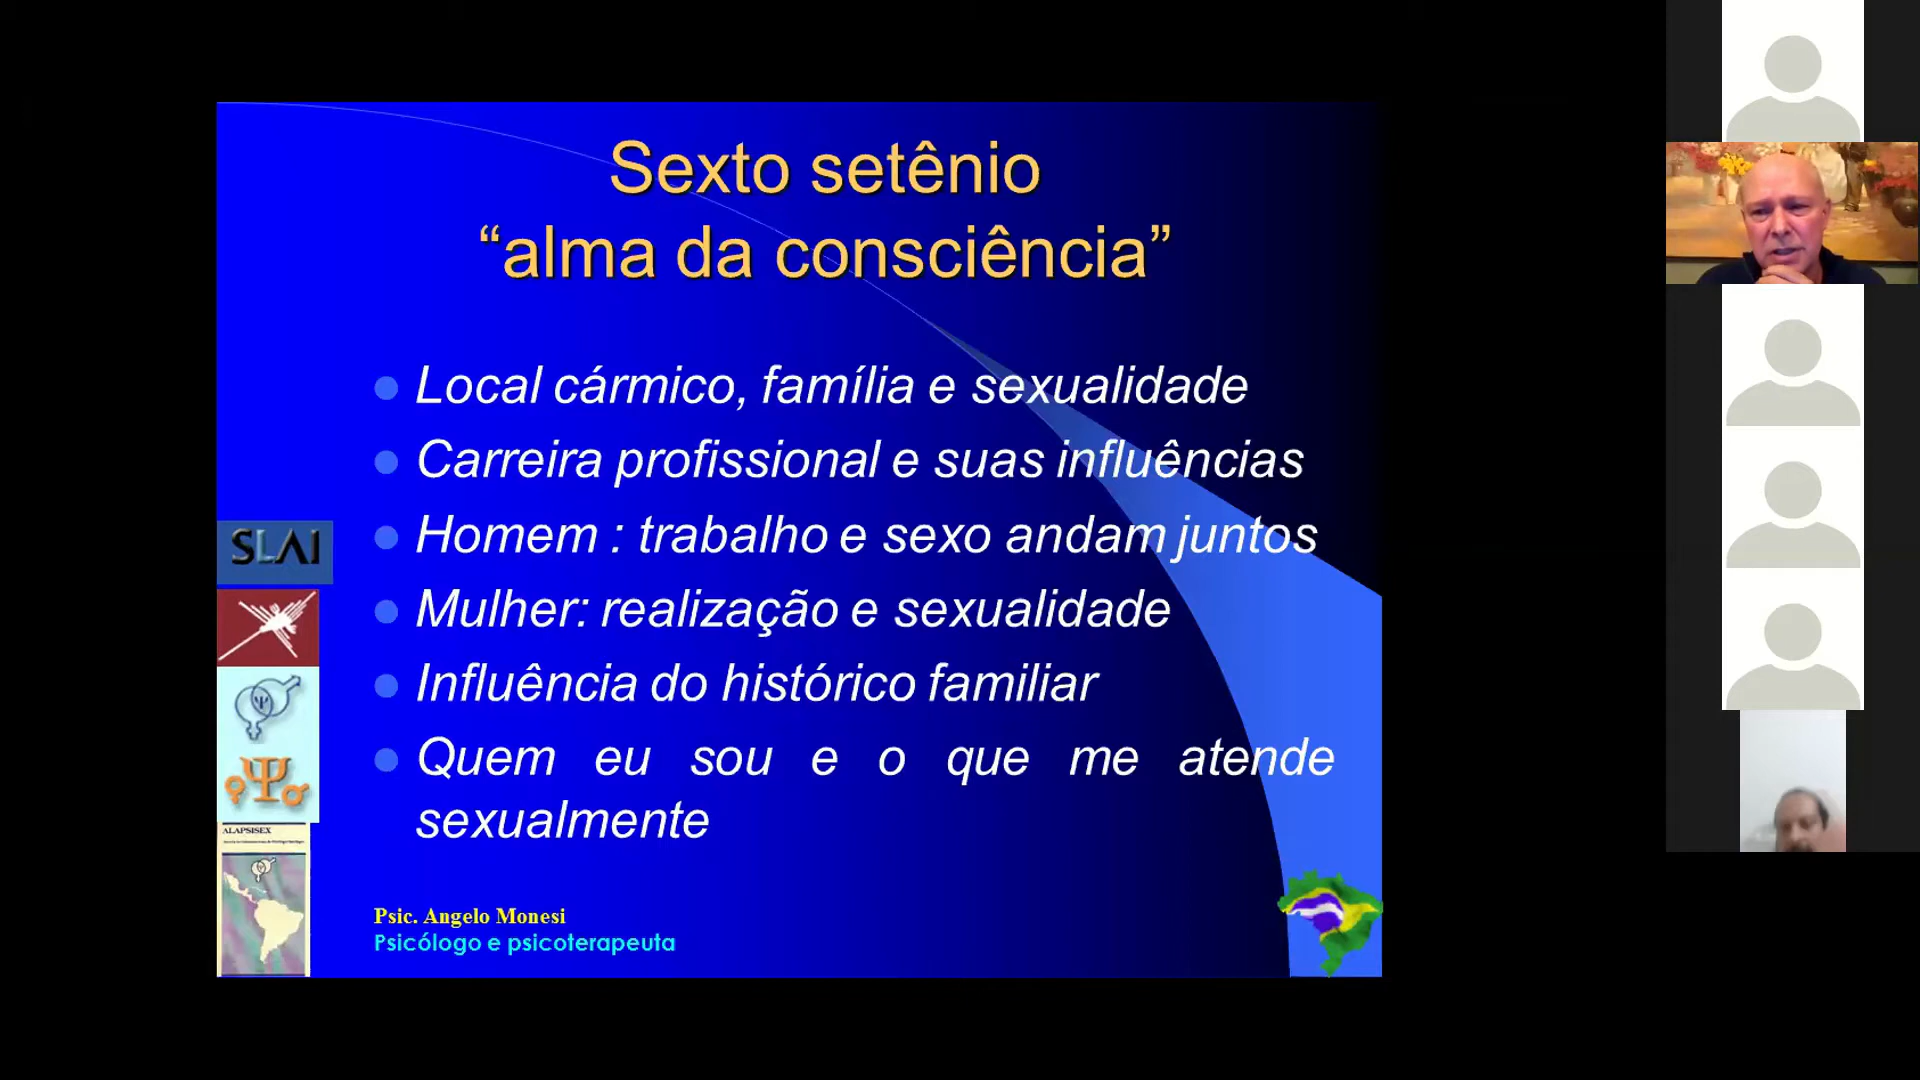 Sexto setênio
“alma da consciência”
Local cármico, família e sexualidade
Carreira profissional e suas influências
Homem : trabalho e sexo andam juntos
Mulher: realização e sexualidade
Influência do histórico familiar
Quem eu sou e o que me atende
sexualmente
SLAI
ALAPSISEX
Psic. Angelo Monesi
Psicólogo e psicoterapeuta